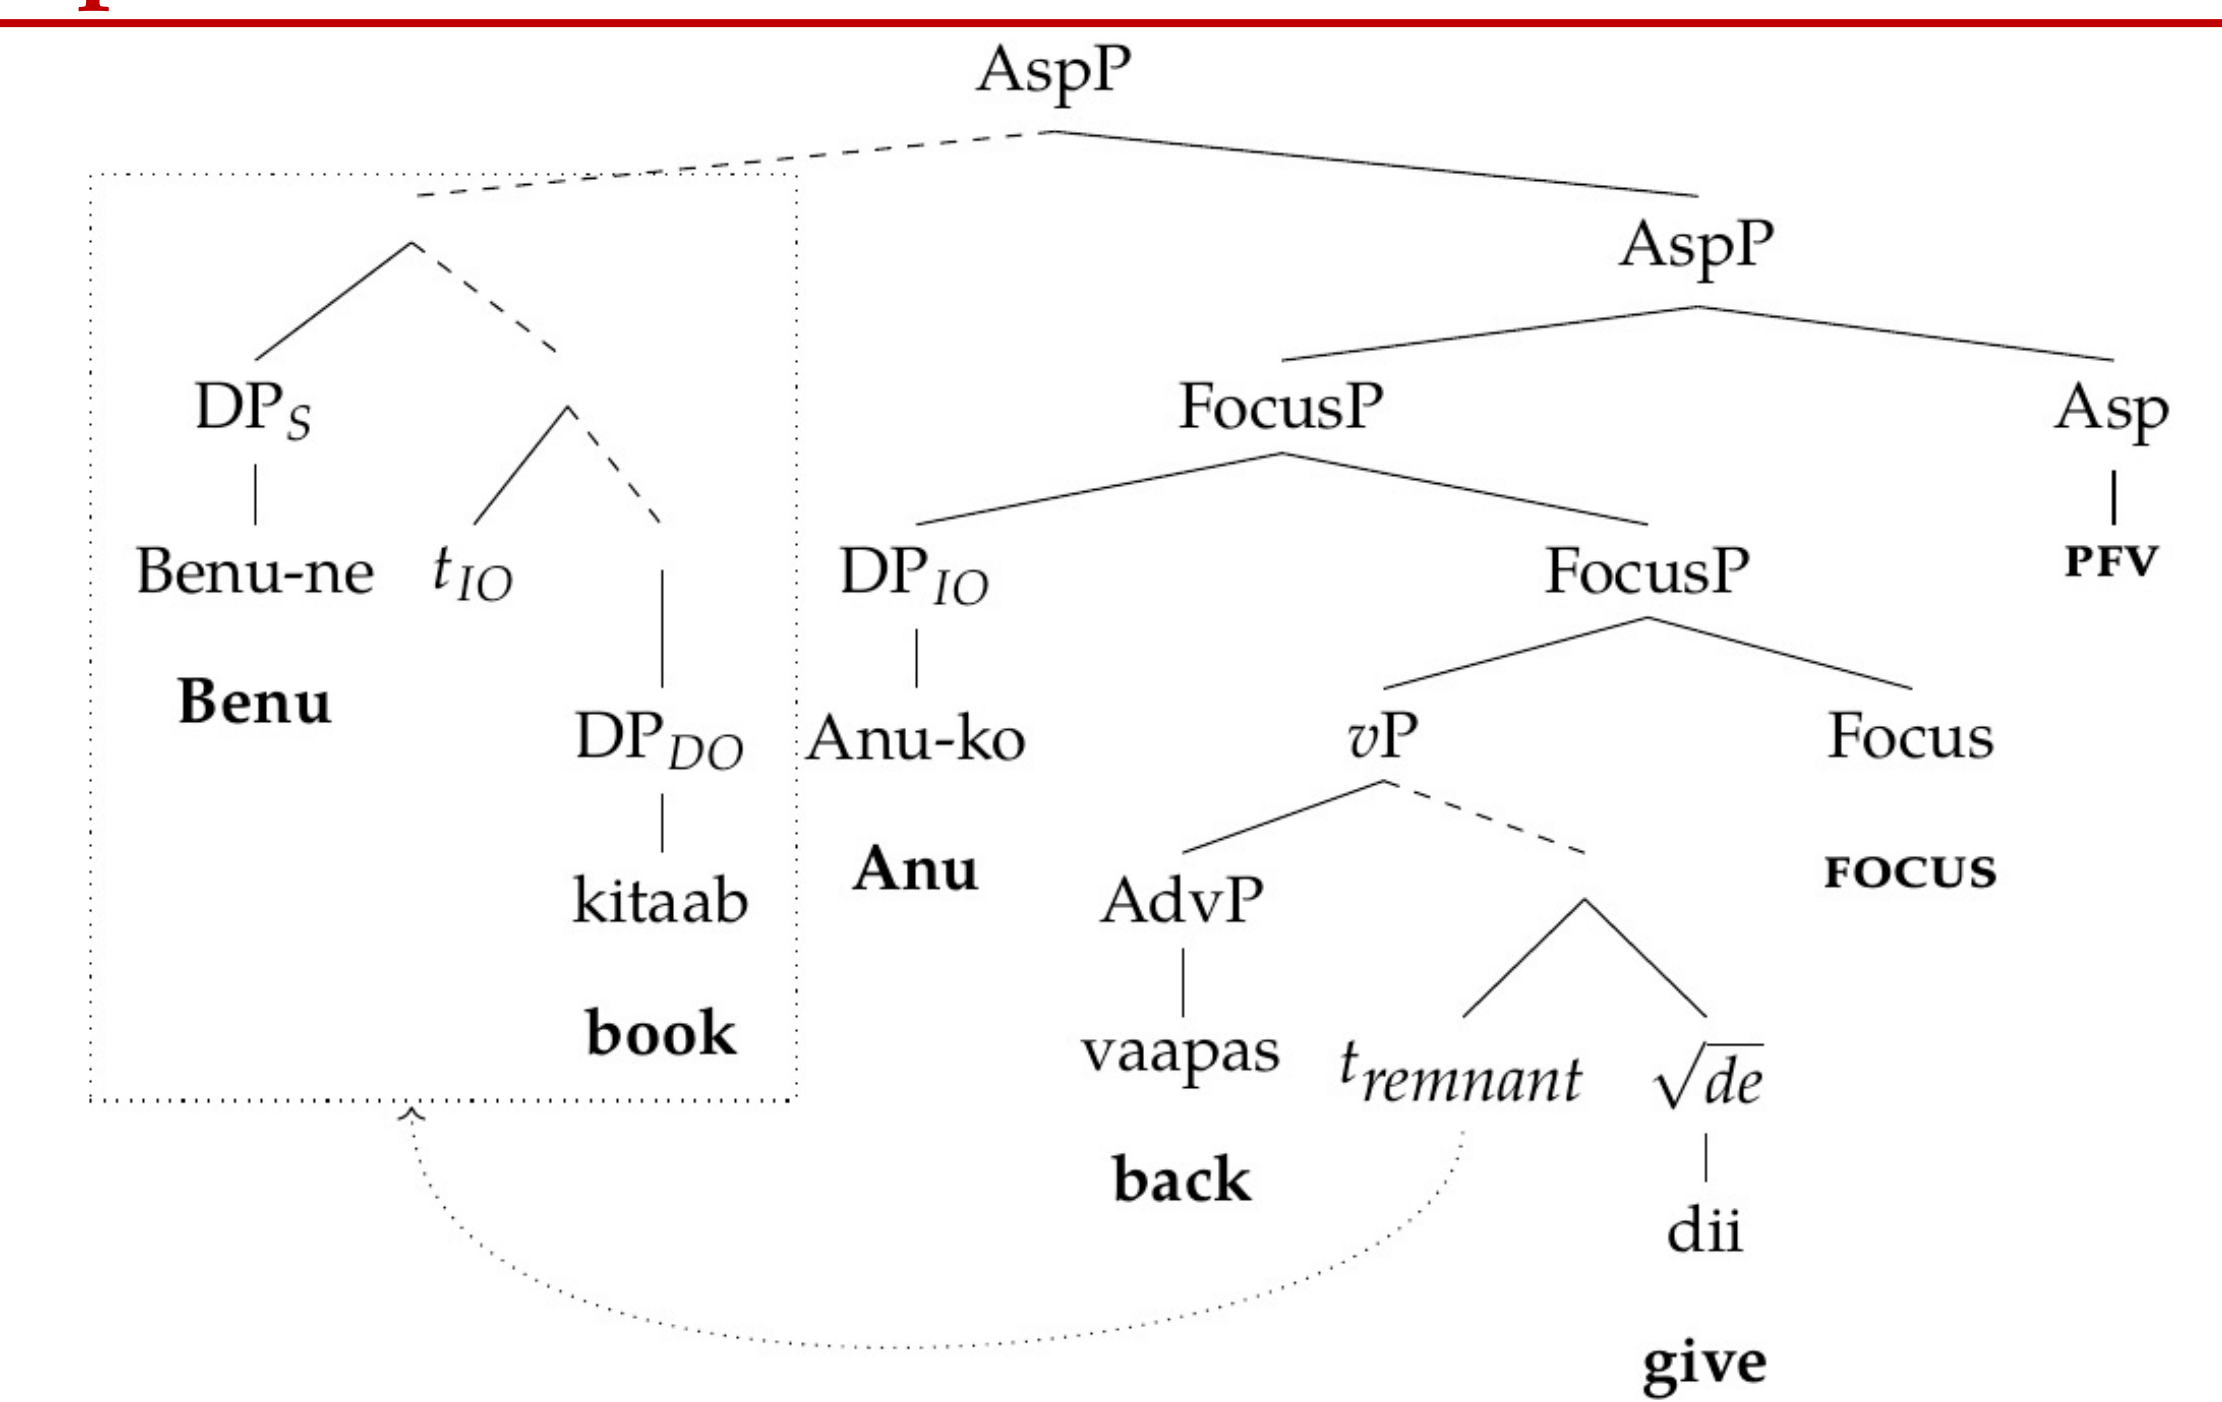 AspP
AspP
DP_S FocusP Asp
Benu-ne t_IO DP_IO FocusP PFV
Benu DP_DO Anu-ko vP Focus
kitaab Anu AdvP FOCUS
book vaapas t_remnant √de
back dii
give